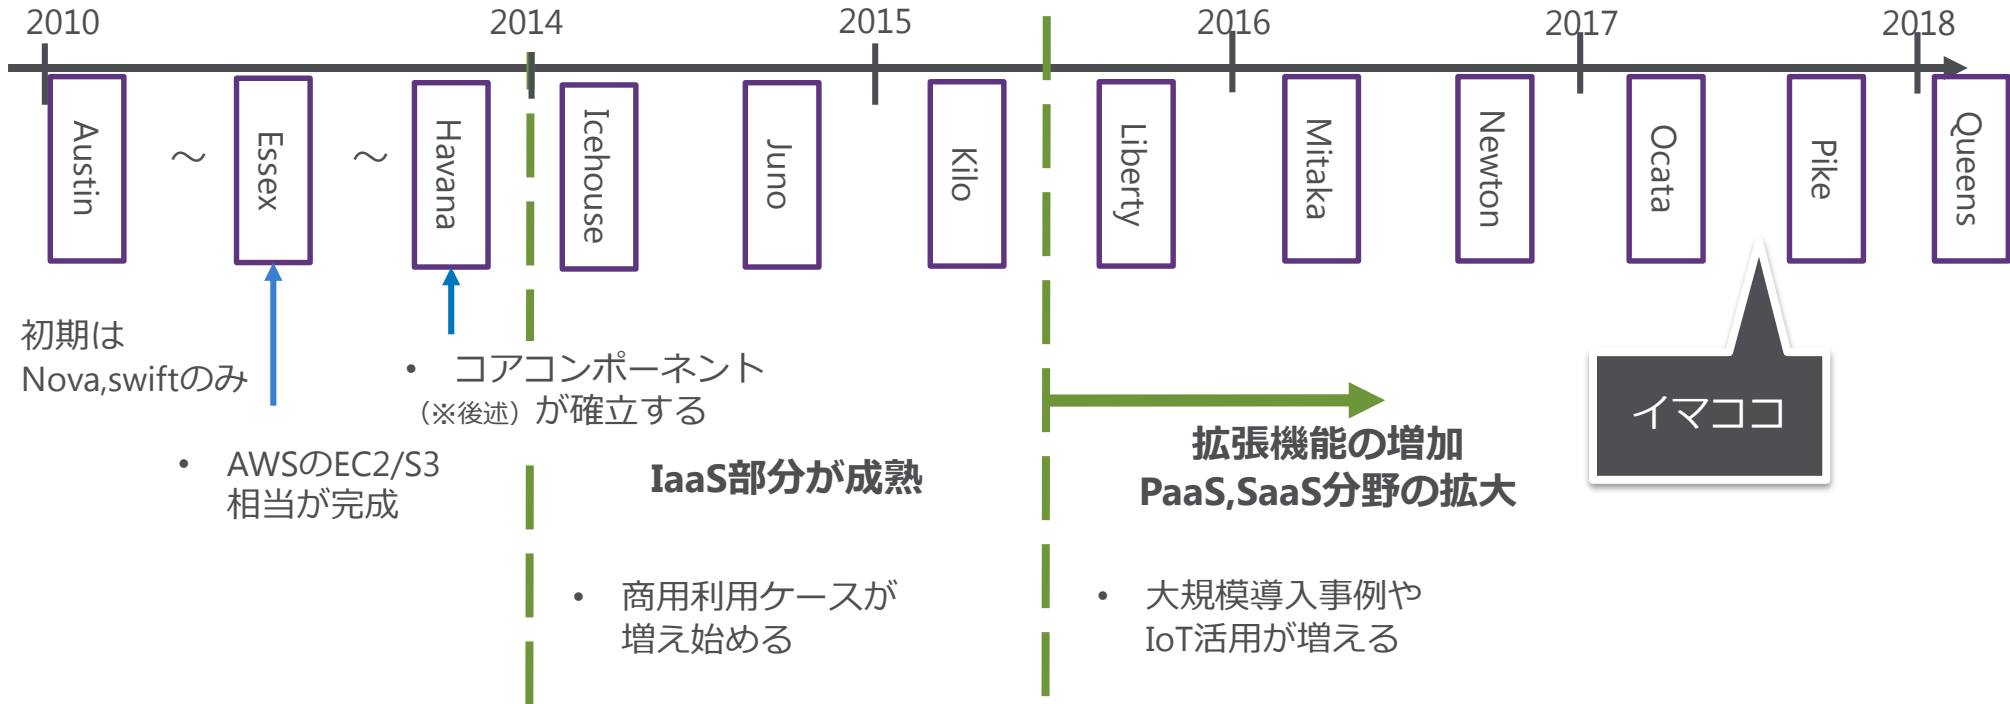 2010
2014
2015
2016
2017
2018
Austin
～
Essex
～
Havana
Icehouse
Juno
Kilo
Liberty
Mitaka
Newton
Ocata
Pike
Queens
初期は
Nova,swiftのみ
• AWSのEC2/S3
相当が完成
• コアコンポーネント
（※後述）が確立する
IaaS部分が成熟
• 商用利用ケースが
増え始める
拡張機能の増加
PaaS,SaaS分野の拡大
• 大規模導入事例や
IoT活用が増える
イマココ